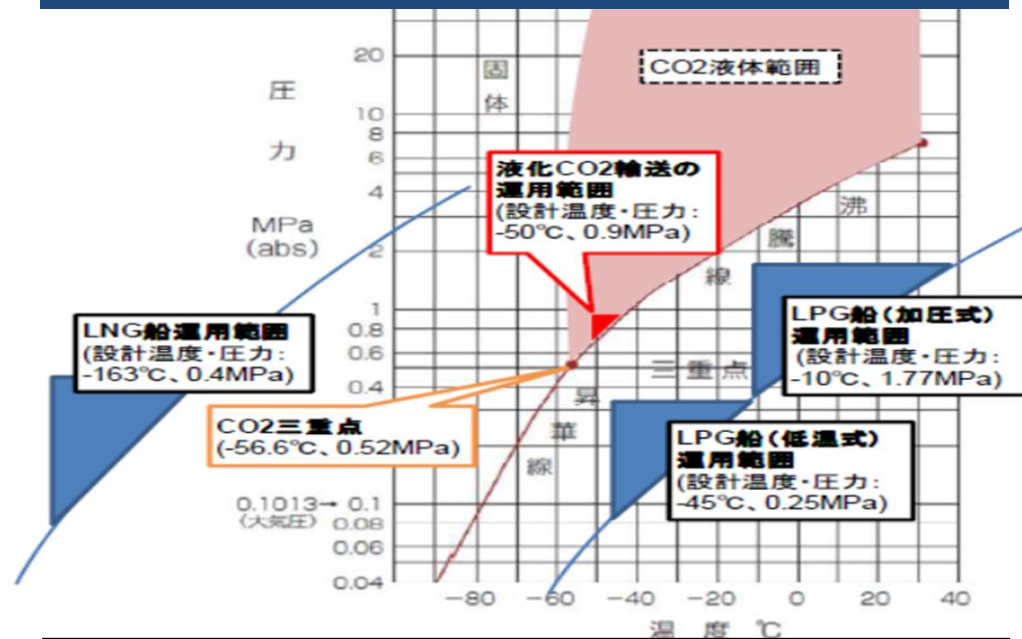 圧
力
MPa
(abs)
20
10
8
6
4
2
1
0.8
0.6
0.4
0.1013→ 0.1
(大気圧)
0.08
0.06
0.04
固
体
CO2液体範囲
液化CO2輸送の
運用範囲
(設計温度・圧力:
-50℃、0.9MPa)
沸
騰
線
LNG船運用範囲
(設計温度・圧力:
-163℃、0.4MPa)
LPG船(加圧式)
運用範囲
(設計温度・圧力:
-10℃、1.77MPa)
三重点
CO2三重点
(-56.6℃、0.52MPa)
昇
華
線
LPG船(低温式)
運用範囲
(設計温度・圧力:
-45℃、0.25MPa)
-80 -60 -40 -20 0 20 40
温 度 ℃